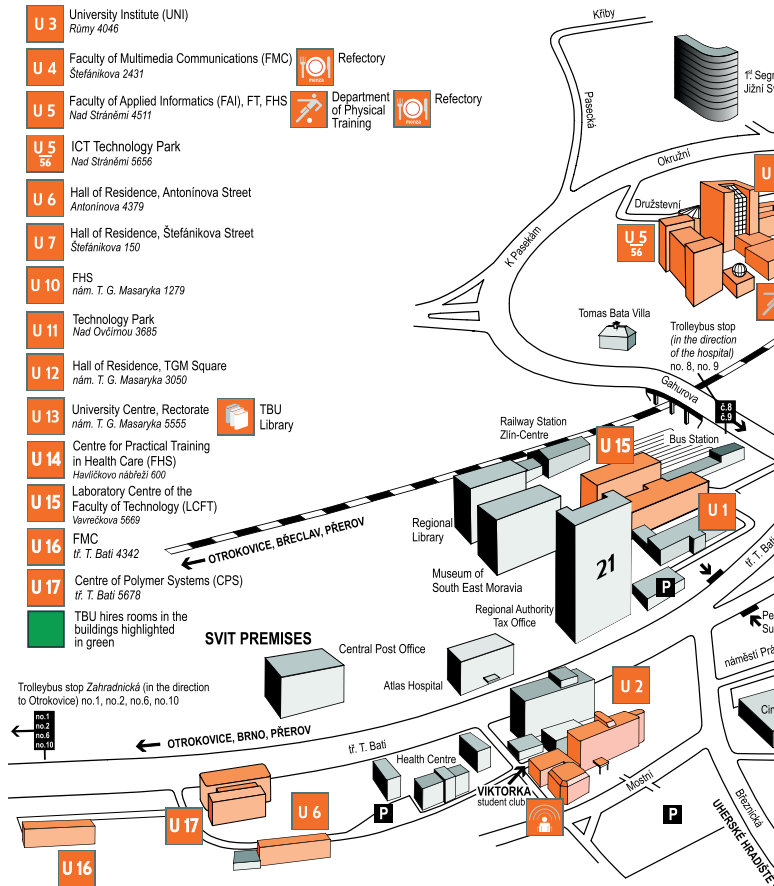 U 3
University Institute (UNI)
Růmy 4046
U 4
Faculty of Multimedia Communications (FMC)
Štefánikova 2431
menza
Refectory
U 5
Faculty of Applied Informatics (FAI), FT, FHS
Nad Stráněmi 4511
Department
of Physical
Training
menza
Refectory
U 5
56
ICT Technology Park
Nad Stráněmi 5656
U 6
Hall of Residence, Antonínova Street
Antonínova 4379
U 7
Hall of Residence, Štefánikova Street
Štefánikova 150
U 10
FHS
nám. T. G. Masaryka 1279
U 11
Technology Park
Nad Ovčírnou 3685
U 12
Hall of Residence, TGM Square
nám. T. G. Masaryka 3050
U 13
University Centre, Rectorate
nám. T. G. Masaryka 5555
TBU
Library
U 14
Centre for Practical Training
in Health Care (FHS)
Havlíčkovo nábřeží 600
U 15
Laboratory Centre of the
Faculty of Technology (LCFT)
Vavrečkova 5669
U 16
FMC
tř. T. Bati 4342
U 17
Centre of Polymer Systems (CPS)
tř. T. Bati 5678
TBU hires rooms in the
buildings highlighted
in green
Křiby
Pasecká
1st Segm
Jižní Sv
Okružní
Družstevní
U
U 5
56
K Pasekám
Tomas Bata Villa
Trolleybus stop
(in the direction
of the hospital)
no. 8, no. 9
Gahurova
č.8
č.9
Railway Station
Zlín-Centre
U 15
Bus Station
U 1
Regional
Library
OTROKOVICE, BŘECLAV, PŘEROV
Museum of
South East Moravia
21
P
tř. T. Bati
Regional Authority
Tax Office
Pe
Su
náměstí Prá
SVIT PREMISES
Central Post Office
Atlas Hospital
U 2
Cin
Trolleybus stop Zahradnická (in the direction
to Otrokovice) no.1, no.2, no.6, no.10
no.1
no.2
no.6
no.10
OTROKOVICE, BRNO, PŘEROV
tř. T. Bati
Health Centre
VIKTORKA
student club
Mostní
Březnická
UHERSKÉ HRADIŠTĚ
P
P
U 17
U 6
U 16